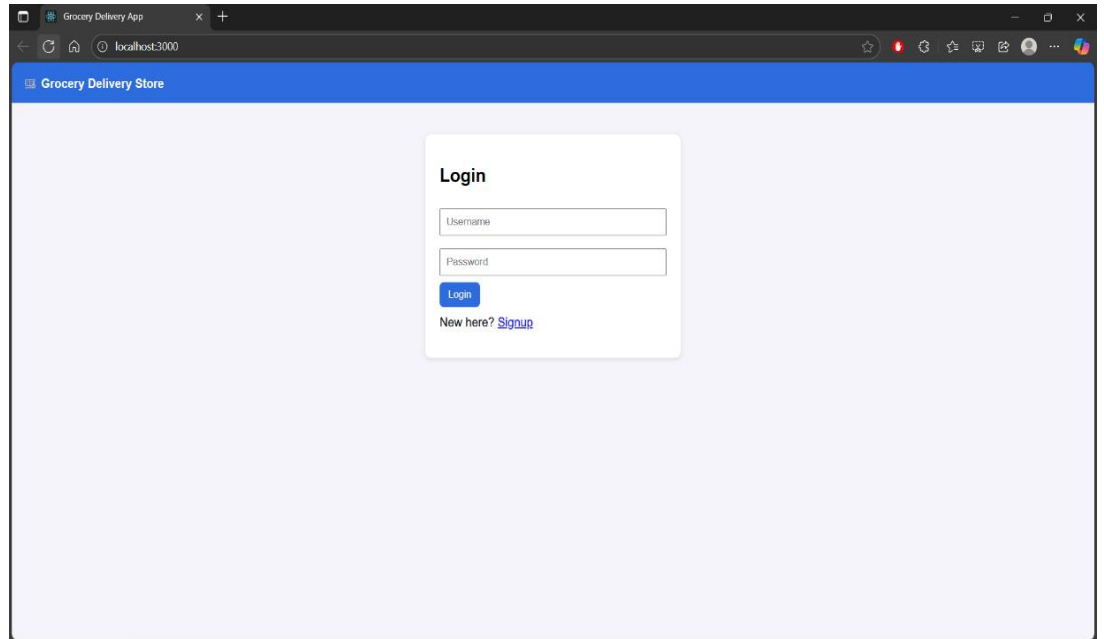 Grocery Delivery App
localhost:3000
Grocery Delivery Store
Login
Username
Password
Login
New here? Signup